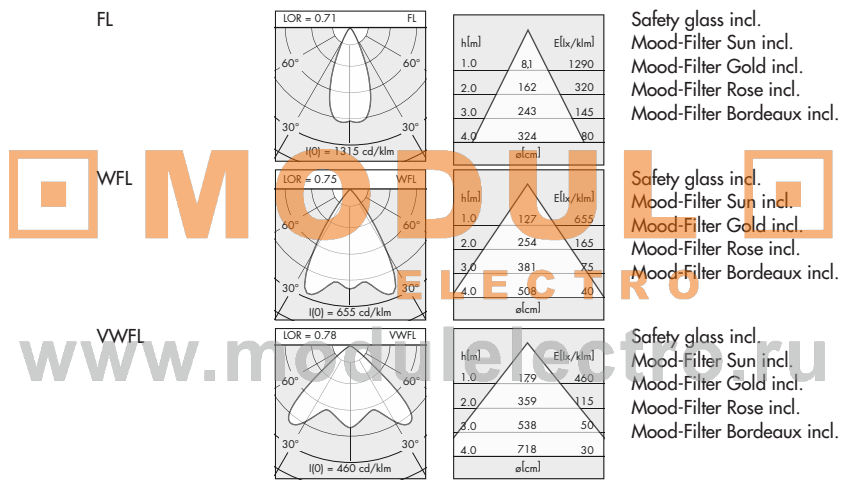 FL
LOR = 0.71 FL
60° 60°
30° 30°
I(0) = 1315 cd/klm
h[m] E[lx/klm]
1.0 8,1 1290
2.0 162 320
3.0 243 145
4.0 324 80
ø[cm]
Safety glass incl.
Mood-Filter Sun incl.
Mood-Filter Gold incl.
Mood-Filter Rose incl.
Mood-Filter Bordeaux incl.
WFL
LOR = 0.75 WFL
60° 60°
30° 30°
I(0) = 655 cd/klm
h[m] E[lx/klm]
1.0 127 655
2.0 254 165
3.0 381 75
4.0 508 40
ø[cm]
Safety glass incl.
Mood-Filter Sun incl.
Mood-Filter Gold incl.
Mood-Filter Rose incl.
Mood-Filter Bordeaux incl.
MODUL
ELECTRO
VWFL
LOR = 0.78 VWFL
60° 60°
30° 30°
I(0) = 460 cd/klm
h[m] E[lx/klm]
1.0 179 460
2.0 359 115
3.0 538 50
4.0 718 30
ø[cm]
Safety glass incl.
Mood-Filter Sun incl.
Mood-Filter Gold incl.
Mood-Filter Rose incl.
Mood-Filter Bordeaux incl.
www.modulelectro.ru